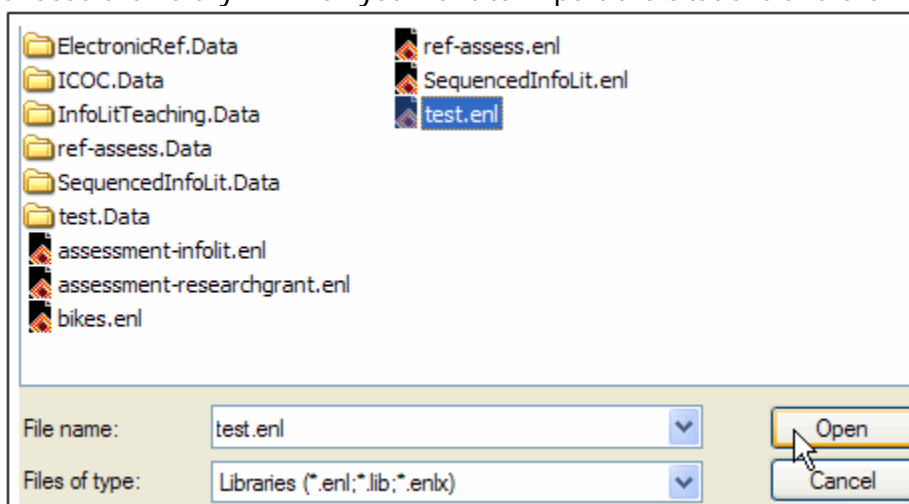 ElectronicRef.Data
ICOC.Data
InfoLitTeaching.Data
ref-assess.Data
SequencedInfoLit.Data
test.Data
assessment-infolit.enl
assessment-researchgrant.enl
bikes.enl
ref-assess.enl
SequencedInfoLit.enl
test.enl
File name: test.enl Open
Files of type: Libraries (*.enl;*.lib;*.enlx) Cancel